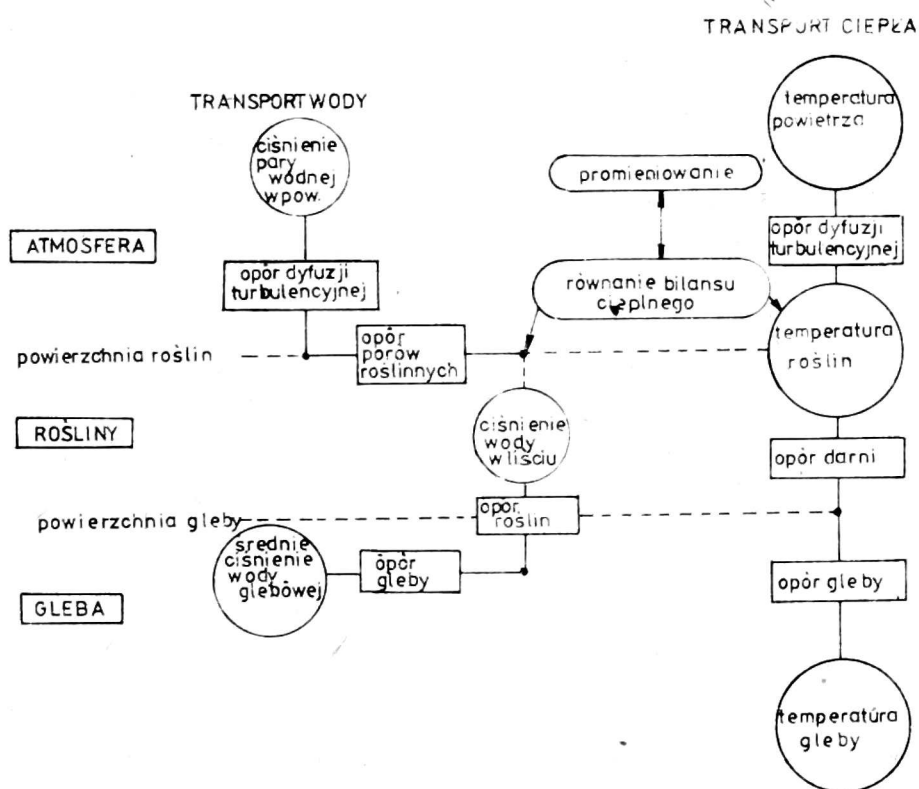 TRANSPORT CIEPŁA
TRANSPORT WODY
temperatura
powietrza
ciśnienie
pary
wodnej
w pow.
promieniowanie
ATMOSFERA
opór dyfuzji
turbulencyjnej
opór dyfuzji
turbulencyjnej
równanie bilansu
cieplnego
powierzchnia roślin
opór
porów
roślinnych
temperatura
roślin
ROŚLINY
ciśnienie
wody
w liściu
opór darni
powierzchnia gleby
opór
roślin
średnie
ciśnienie
wody
glebowej
opór
gleby
opór gleby
GLEBA
temperatura
gleby